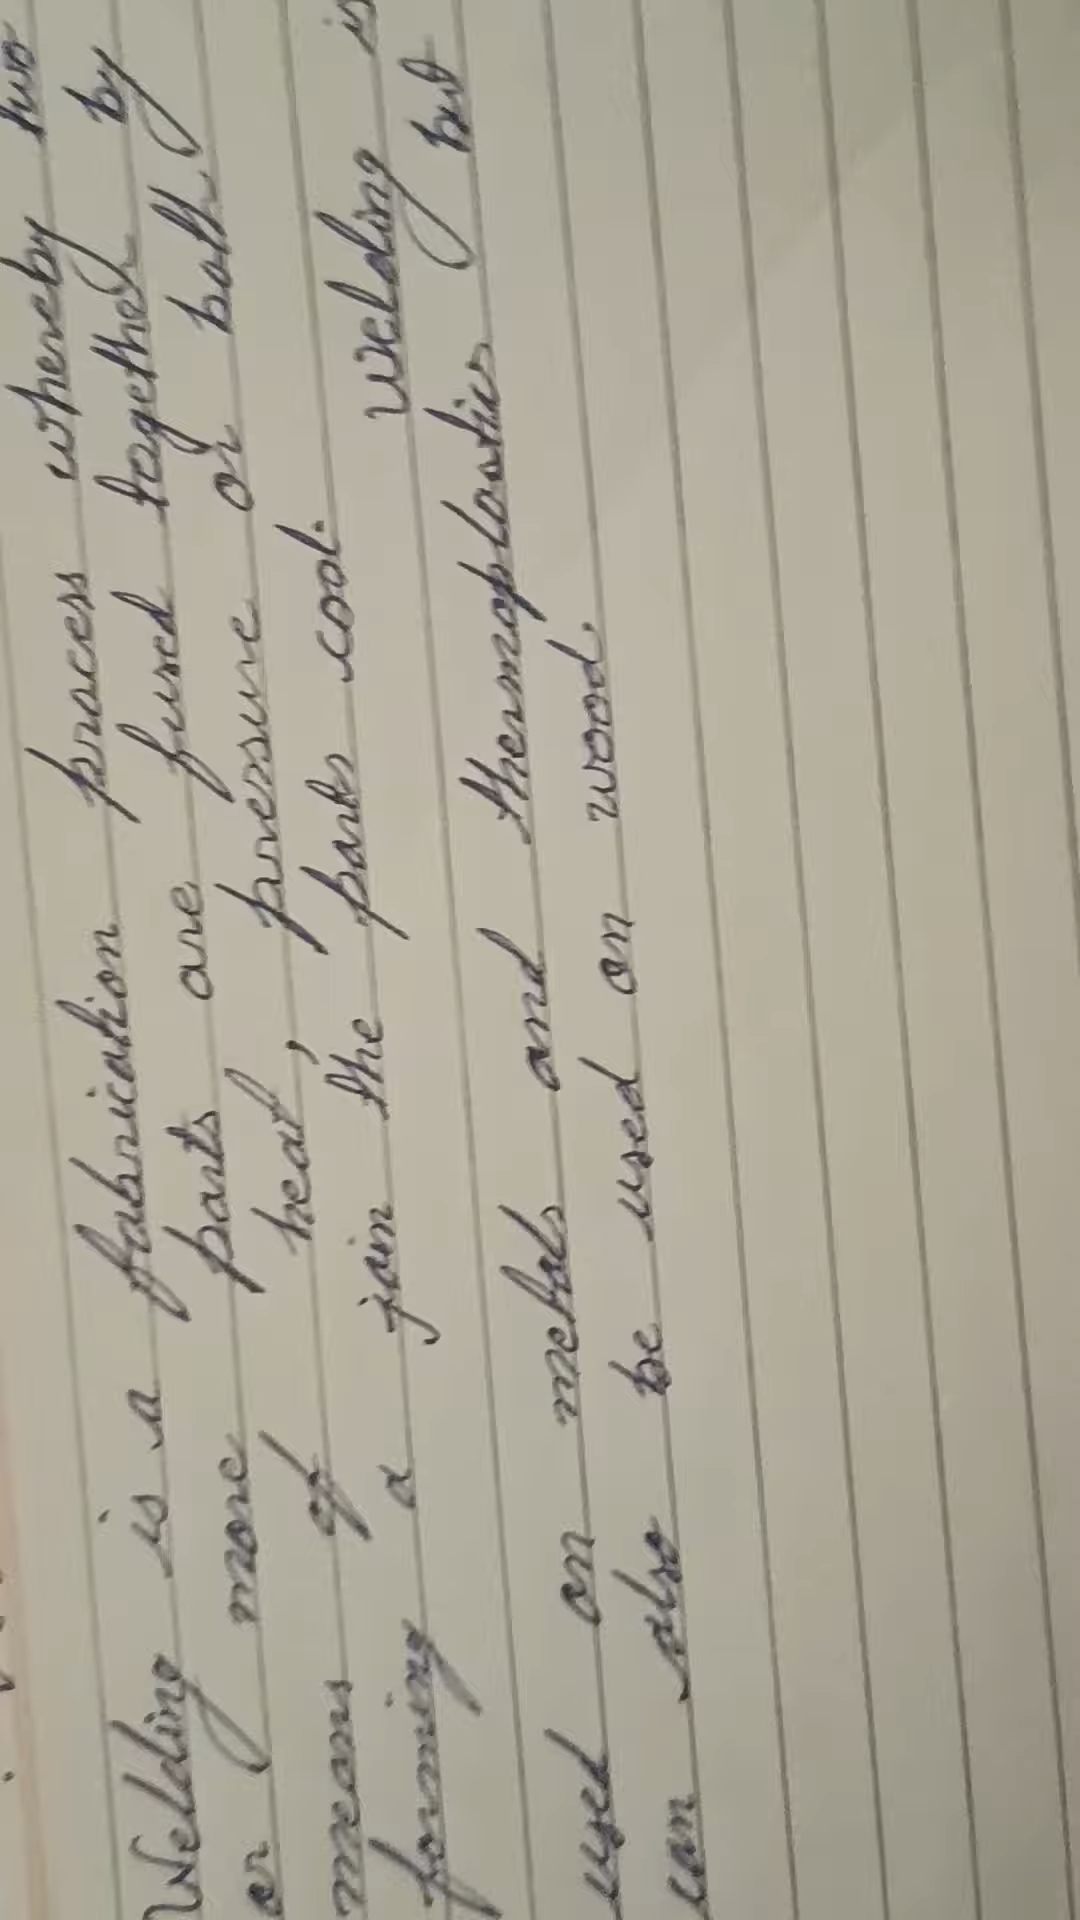 Welding is a fabrication process whereby two
or more parts are fused together by
means of heat, pressure or both
forming a join the parts cool. welding is
used on metals and thermoplastics but
can also be used on wood.